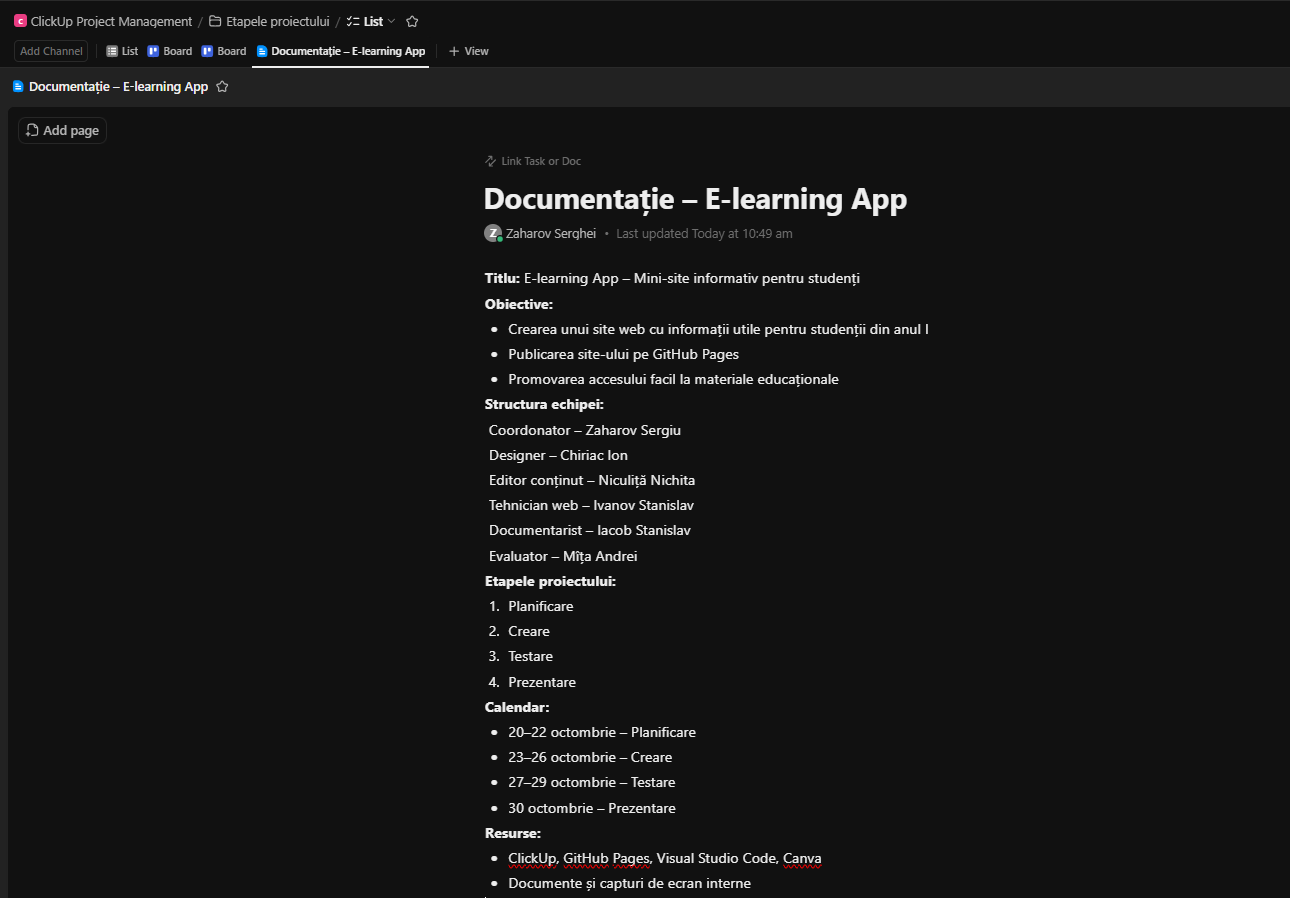 C ClickUp Project Management / Etapele proiectului / List
Add Channel List Board Board Documentație – E-learning App + View
Documentație – E-learning App
Add page
Link Task or Doc
Documentație – E-learning App
Z Zaharov Serghei • Last updated Today at 10:49 am
Titlu: E-learning App – Mini-site informativ pentru studenți
Obiective:
• Crearea unui site web cu informații utile pentru studenții din anul I
• Publicarea site-ului pe GitHub Pages
• Promovarea accesului facil la materiale educaționale
Structura echipei:
Coordonator – Zaharov Sergiu
Designer – Chiriac Ion
Editor conținut – Niculiță Nichita
Tehnician web – Ivanov Stanislav
Documentarist – Iacob Stanislav
Evaluator – Mîța Andrei
Etapele proiectului:
1. Planificare
2. Creare
3. Testare
4. Prezentare
Calendar:
• 20–22 octombrie – Planificare
• 23–26 octombrie – Creare
• 27–29 octombrie – Testare
• 30 octombrie – Prezentare
Resurse:
• ClickUp, GitHub Pages, Visual Studio Code, Canva
• Documente și capturi de ecran interne